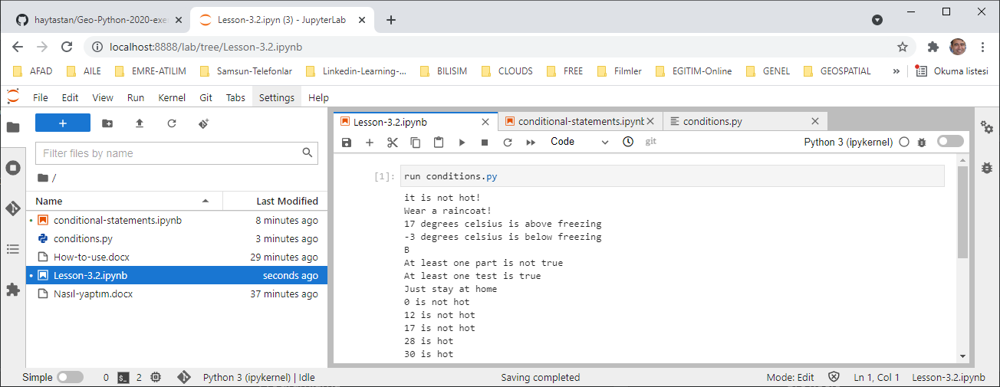 haytastan/Geo-Python-2020-exe
Lesson-3.2.ipyn (3) - JupyterLab
localhost:8888/lab/tree/Lesson-3.2.ipynb
AFAD AILE EMRE-ATILIM Samsun-Telefonlar Linkedin-Learning-... BILISIM CLOUDS FREE Filmler EGITIM-Online GENEL GEOSPATIAL » Okuma listesi
File Edit View Run Kernel Git Tabs Settings Help
Lesson-3.2.ipynb conditional-statements.ipynb conditions.py
Code git Python 3 (ipykernel)
Filter files by name
/
Name Last Modified
conditional-statements.ipynb 8 minutes ago
conditions.py 3 minutes ago
How-to-use.docx 29 minutes ago
Lesson-3.2.ipynb seconds ago
Nasıl-yaptım.docx 37 minutes ago
[1]: run conditions.py
it is not hot!
Wear a raincoat!
17 degrees celsius is above freezing
-3 degrees celsius is below freezing
B
At least one part is not true
At least one test is true
Just stay at home
0 is not hot
12 is not hot
17 is not hot
28 is hot
30 is hot
Simple 0 $_ 2 Python 3 (ipykernel) | Idle Saving completed Mode: Edit Ln 1, Col 1 Lesson-3.2.ipynb